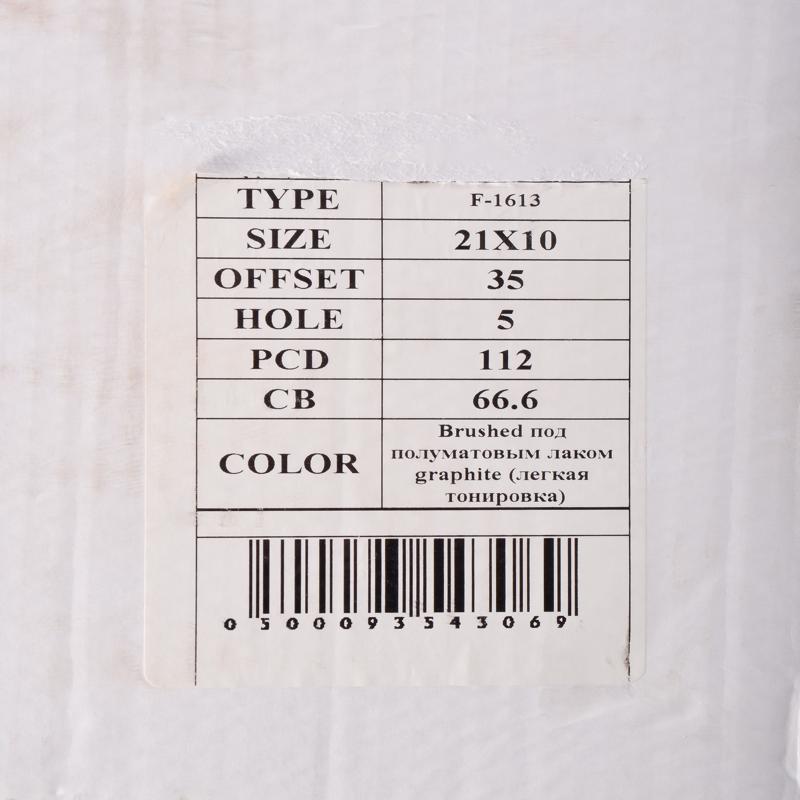 TYPE F-1613
SIZE 21X10
OFFSET 35
HOLE 5
PCD 112
CB 66.6
COLOR Brushed под
полуматовым лаком
graphite (легкая
тонировка)
0500093543069